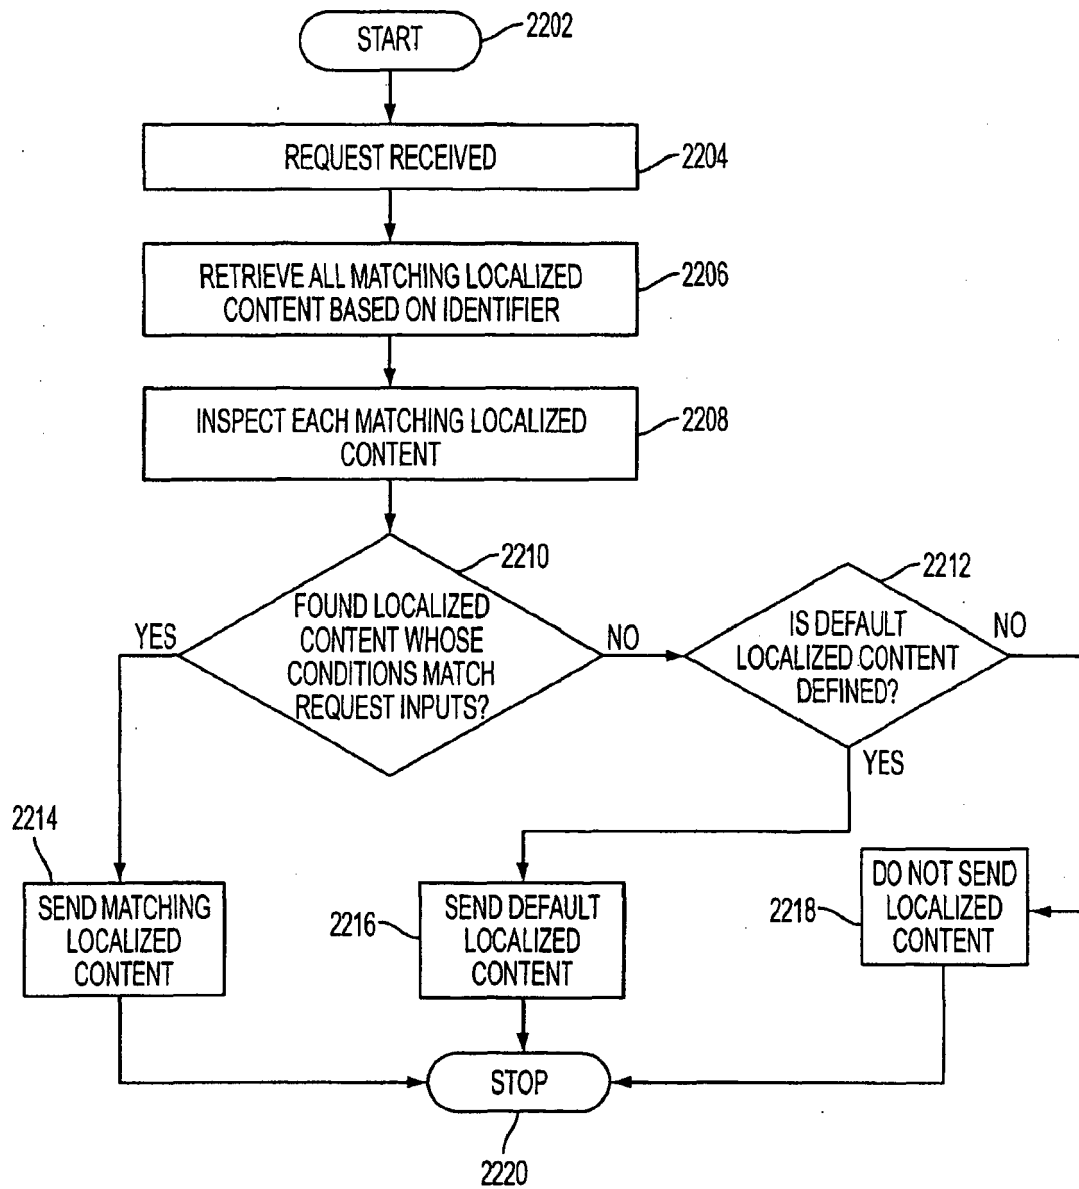 START
2202
REQUEST RECEIVED
2204
RETRIEVE ALL MATCHING LOCALIZED
CONTENT BASED ON IDENTIFIER
2206
INSPECT EACH MATCHING LOCALIZED
CONTENT
2208
2210
FOUND LOCALIZED
CONTENT WHOSE
CONDITIONS MATCH
REQUEST INPUTS?
YES
NO
2212
IS DEFAULT
LOCALIZED CONTENT
DEFINED?
NO
YES
2214
SEND MATCHING
LOCALIZED
CONTENT
2216
SEND DEFAULT
LOCALIZED
CONTENT
2218
DO NOT SEND
LOCALIZED
CONTENT
STOP
2220